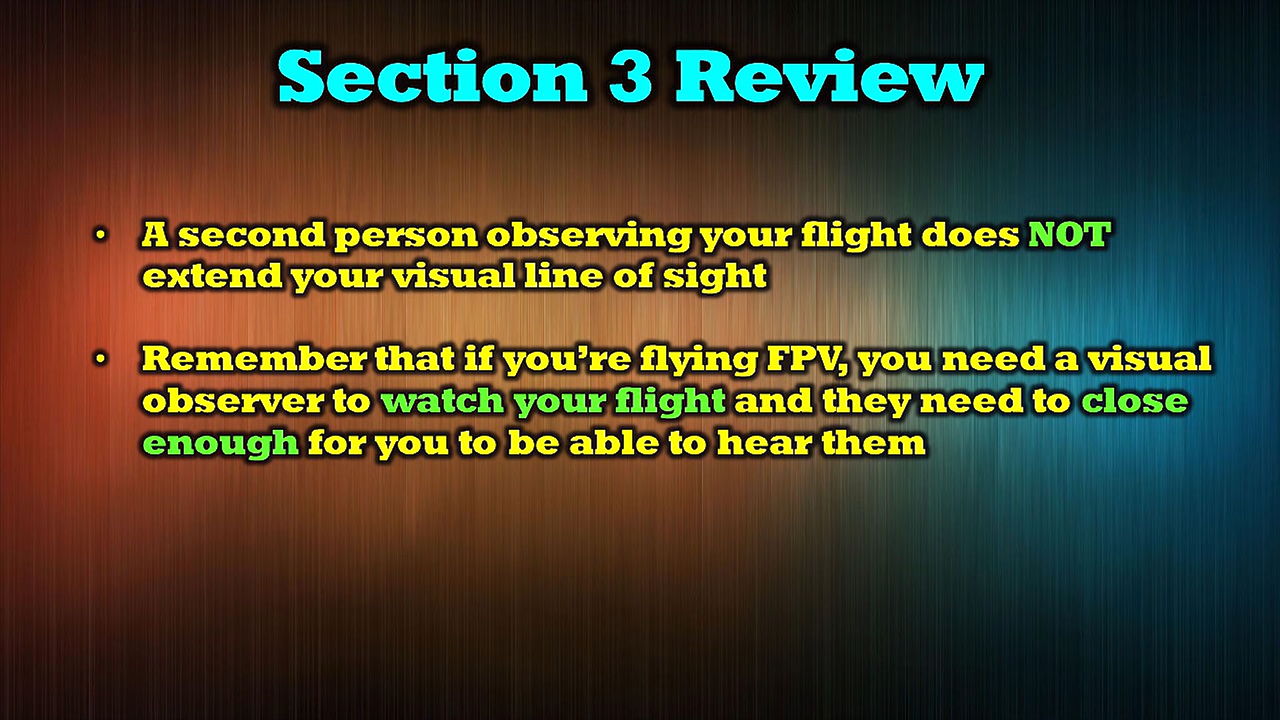 Section 3 Review
• A second person observing your flight does NOT
extend your visual line of sight
• Remember that if you’re flying FPV, you need a visual
observer to watch your flight and they need to close
enough for you to be able to hear them